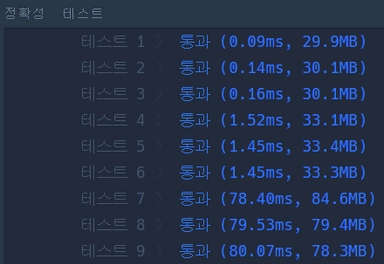 정확성 테스트
테스트 1 〉 통과 (0.09ms, 29.9MB)
테스트 2 〉 통과 (0.14ms, 30.1MB)
테스트 3 〉 통과 (0.16ms, 30.1MB)
테스트 4 〉 통과 (1.52ms, 33.1MB)
테스트 5 〉 통과 (1.45ms, 33.4MB)
테스트 6 〉 통과 (1.45ms, 33.3MB)
테스트 7 〉 통과 (78.40ms, 84.6MB)
테스트 8 〉 통과 (79.53ms, 79.4MB)
테스트 9 〉 통과 (80.07ms, 78.3MB)